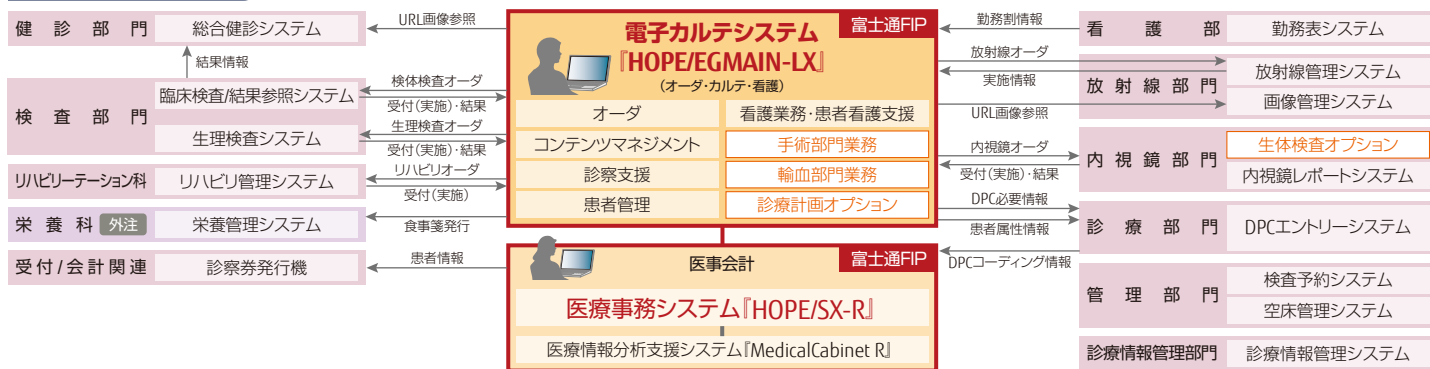 健診部門
総合健診システム
結果情報
検査部門
臨床検査/結果参照システム
生理検査システム
リハビリーテーション科
リハビリ管理システム
栄養科 外注
栄養管理システム
受付/会計関連
診察券発行機
URL画像参照
検体検査オーダ
受付(実施)・結果
生理検査オーダ
受付(実施)・結果
リハビリオーダ
受付(実施)
食事箋発行
患者情報
電子カルテシステム
富士通FIP
『HOPE/EGMAIN-LX』
(オーダ・カルテ・看護)
オーダ
看護業務・患者看護支援
コンテンツマネジメント
手術部門業務
診察支援
輸血部門業務
患者管理
診療計画オプション
医事会計
富士通FIP
医療事務システム『HOPE/SX-R』
医療情報分析支援システム『MedicalCabinet R』
勤務割情報
放射線オーダ
実施情報
URL画像参照
内視鏡オーダ
受付(実施)・結果
DPC必要情報
患者属性情報
DPCコーディング情報
看護部
勤務表システム
放射線部門
放射線管理システム
画像管理システム
内視鏡部門
生体検査オプション
内視鏡レポートシステム
診療部門
DPCエントリーシステム
管理部門
検査予約システム
空床管理システム
診療情報管理部門
診療情報管理システム